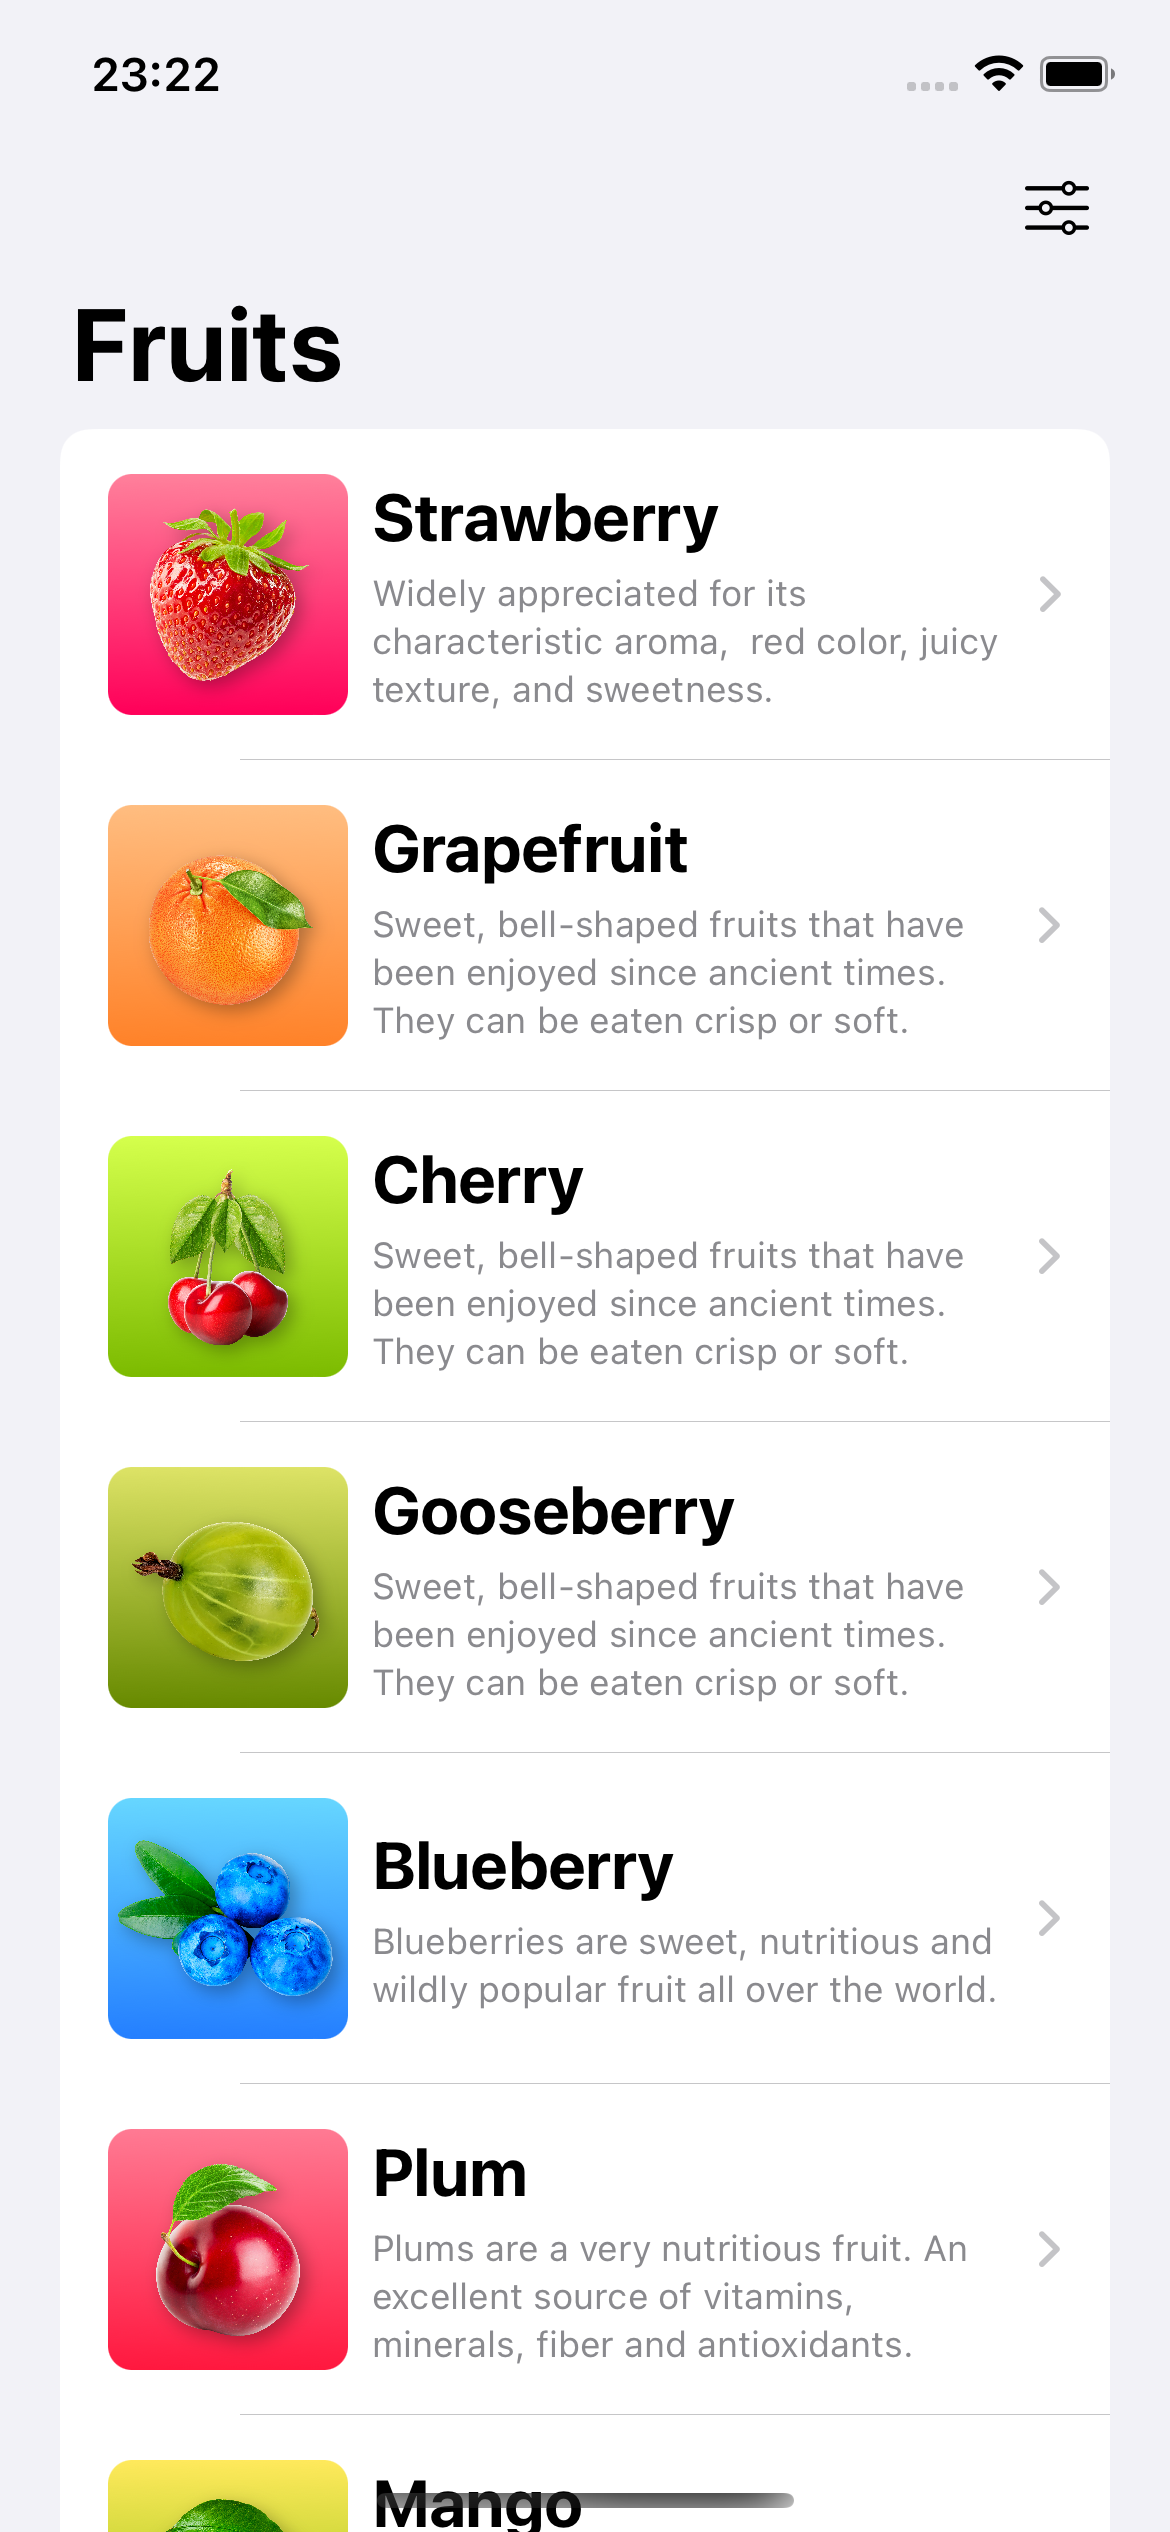 23:22
Fruits
Strawberry
Widely appreciated for its
characteristic aroma,  red color, juicy
texture, and sweetness.
Grapefruit
Sweet, bell-shaped fruits that have
been enjoyed since ancient times.
They can be eaten crisp or soft.
Cherry
Sweet, bell-shaped fruits that have
been enjoyed since ancient times.
They can be eaten crisp or soft.
Gooseberry
Sweet, bell-shaped fruits that have
been enjoyed since ancient times.
They can be eaten crisp or soft.
Blueberry
Blueberries are sweet, nutritious and
wildly popular fruit all over the world.
Plum
Plums are a very nutritious fruit. An
excellent source of vitamins,
minerals, fiber and antioxidants.
Mango